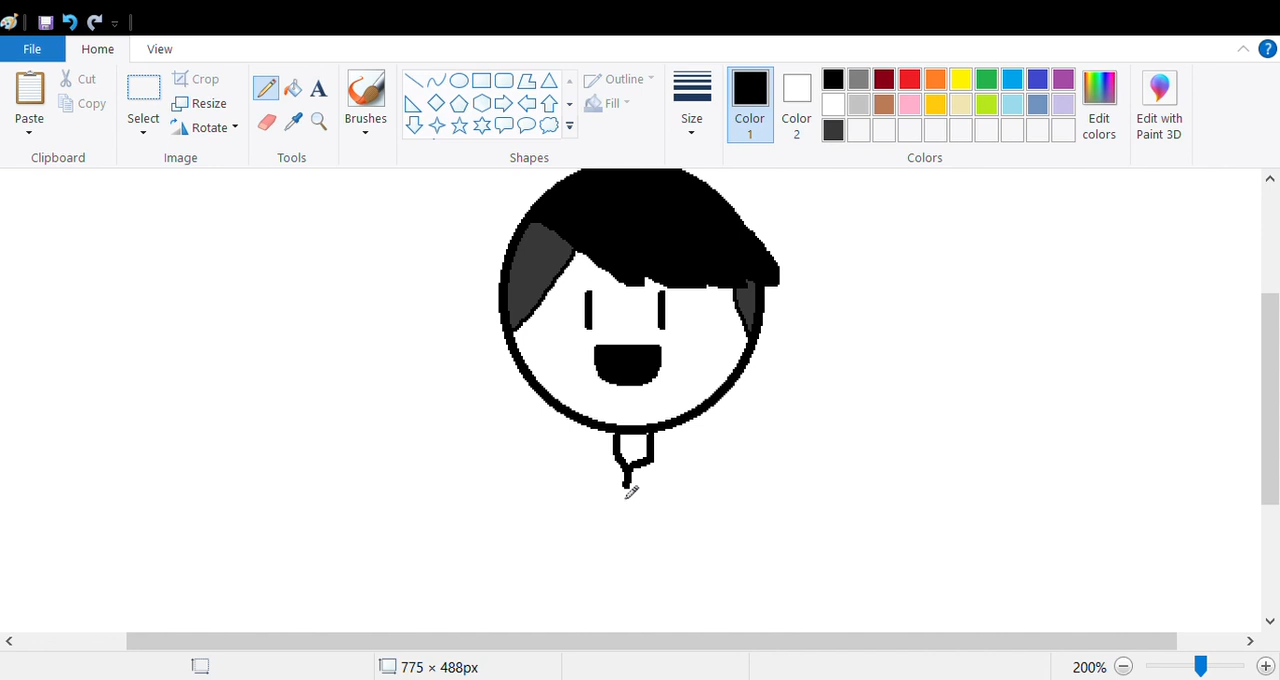 File Home View
Cut Crop Outline
Copy Resize Fill
Paste Select Rotate Brushes Size Color 1 Color 2 Edit colors Edit with Paint 3D
Clipboard Image Tools Shapes Colors
775 × 488px 200%